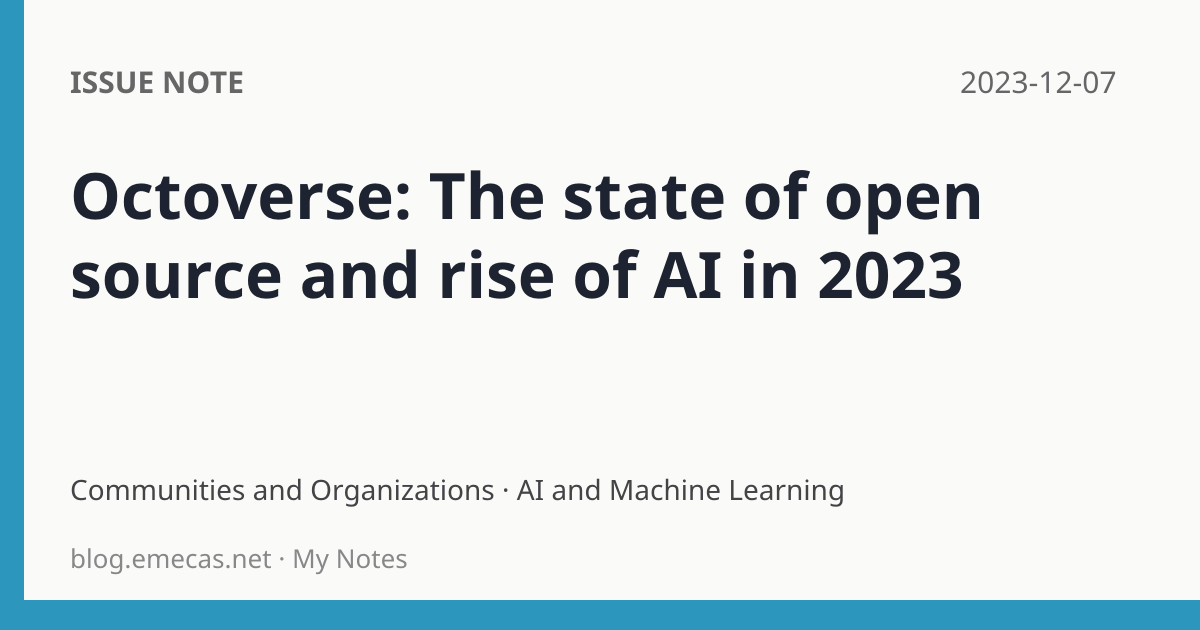 ISSUE NOTE
2023-12-07
Octoverse: The state of open
source and rise of AI in 2023
Communities and Organizations · AI and Machine Learning
blog.emecas.net · My Notes